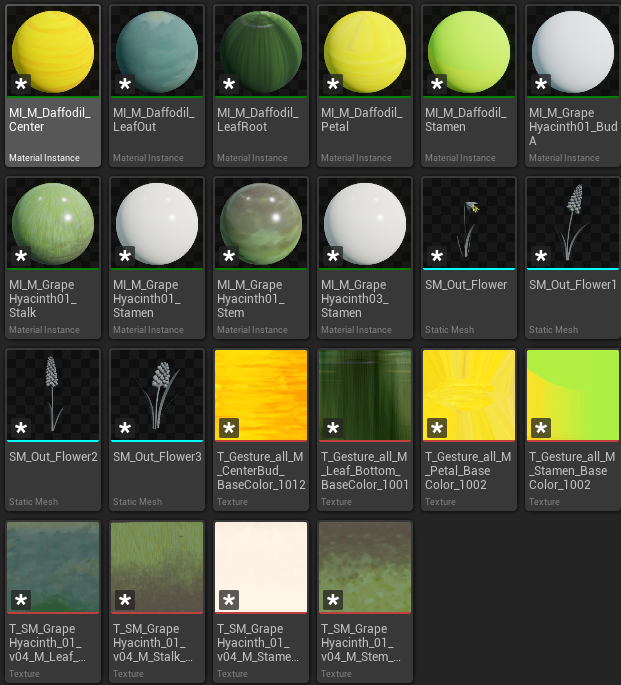 MI_M_Daffodil_
Center
Material Instance
MI_M_Daffodil_
LeafOut
Material Instance
MI_M_Daffodil_
LeafRoot
Material Instance
MI_M_Daffodil_
Petal
Material Instance
MI_M_Daffodil_
Stamen
Material Instance
MI_M_Grape
Hyacinth01_Bud
A
Material Instance
MI_M_Grape
Hyacinth01_
Stalk
Material Instance
MI_M_Grape
Hyacinth01_
Stamen
Material Instance
MI_M_Grape
Hyacinth01_
Stem
Material Instance
MI_M_Grape
Hyacinth03_
Stamen
Material Instance
SM_Out_Flower
Static Mesh
SM_Out_Flower1
Static Mesh
SM_Out_Flower2
Static Mesh
SM_Out_Flower3
Static Mesh
T_Gesture_all_M
_CenterBud_
BaseColor_1012
Texture
T_Gesture_all_M
_Leaf_Bottom_
BaseColor_1001
Texture
T_Gesture_all_M
_Petal_Base
Color_1002
Texture
T_Gesture_all_M
_Stamen_Base
Color_1002
Texture
T_SM_Grape
Hyacinth_01_
v04_M_Leaf_...
Texture
T_SM_Grape
Hyacinth_01_
v04_M_Stalk_...
Texture
T_SM_Grape
Hyacinth_01_
v04_M_Stame...
Texture
T_SM_Grape
Hyacinth_01_
v04_M_Stem_...
Texture